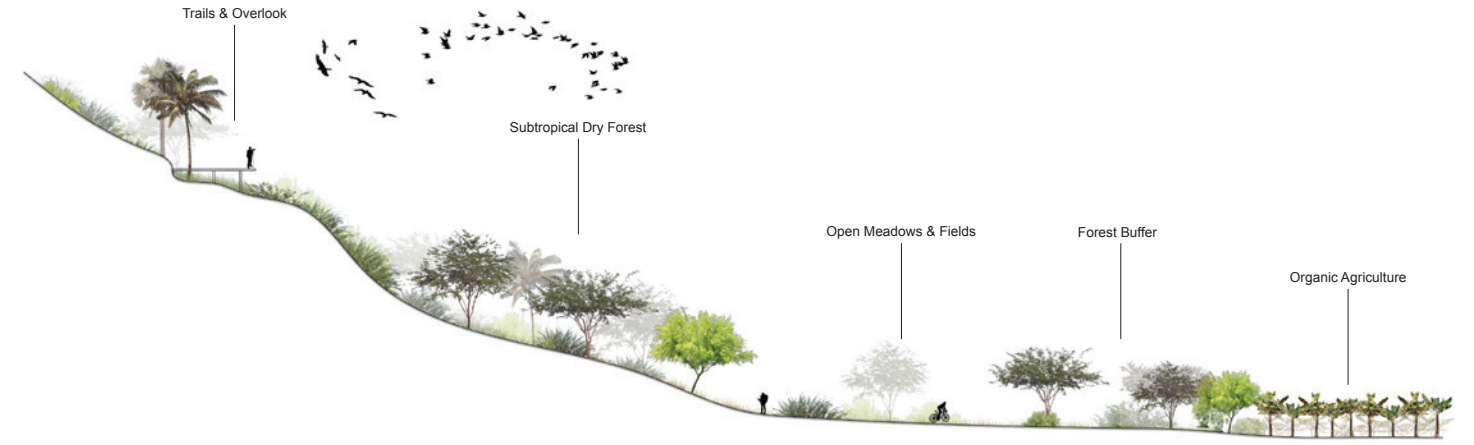 Trails & Overlook
Subtropical Dry Forest
Open Meadows & Fields
Forest Buffer
Organic Agriculture